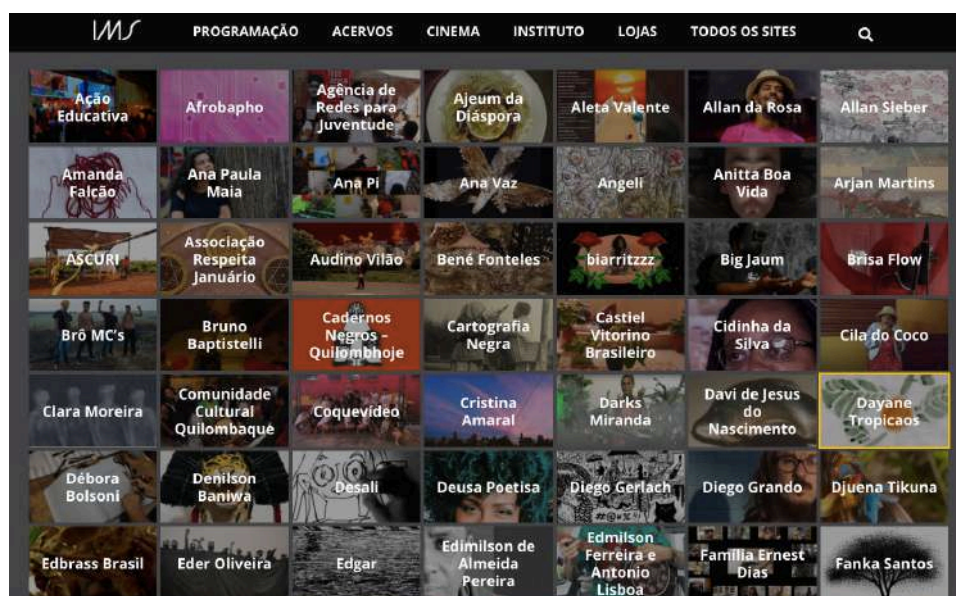 IMS PROGRAMAÇÃO ACERVOS CINEMA INSTITUTO LOJAS TODOS OS SITES
Ação
Educativa
Afrobapho
Agência de
Redes para
Juventude
Ajeum da
Diáspora
Aleta Valente
Allan da Rosa
Allan Sieber
Amanda
Falcão
Ana Paula
Maia
Ana Pi
Ana Vaz
Angeli
Anitta Boa
Vida
Arjan Martins
ASCURI
Associação
Respeita
Januário
Audino Vilão
Bené Fonteles
biarritzzz
Big Jaum
Brisa Flow
Brô MC's
Bruno
Baptistelli
Cadernos
Negros –
Quilombhoje
Cartografia
Negra
Castiel
Vitorino
Brasileiro
Cidinha da
Silva
Cila do Coco
Clara Moreira
Comunidade
Cultural
Quilombaque
Coquevídeo
Cristina
Amaral
Darks
Miranda
Davi de Jesus
do
Nascimento
Dayane
Tropicaos
Débora
Bolsoni
Denilson
Baniwa
Desali
Deusa Poetisa
Diego Gerlach
Diego Grando
Djuena Tikuna
Edbrass Brasil
Eder Oliveira
Edgar
Edimilson de
Almeida
Pereira
Edmilson
Ferreira e
Antonio
Lisboa
Família Ernest
Dias
Fanka Santos